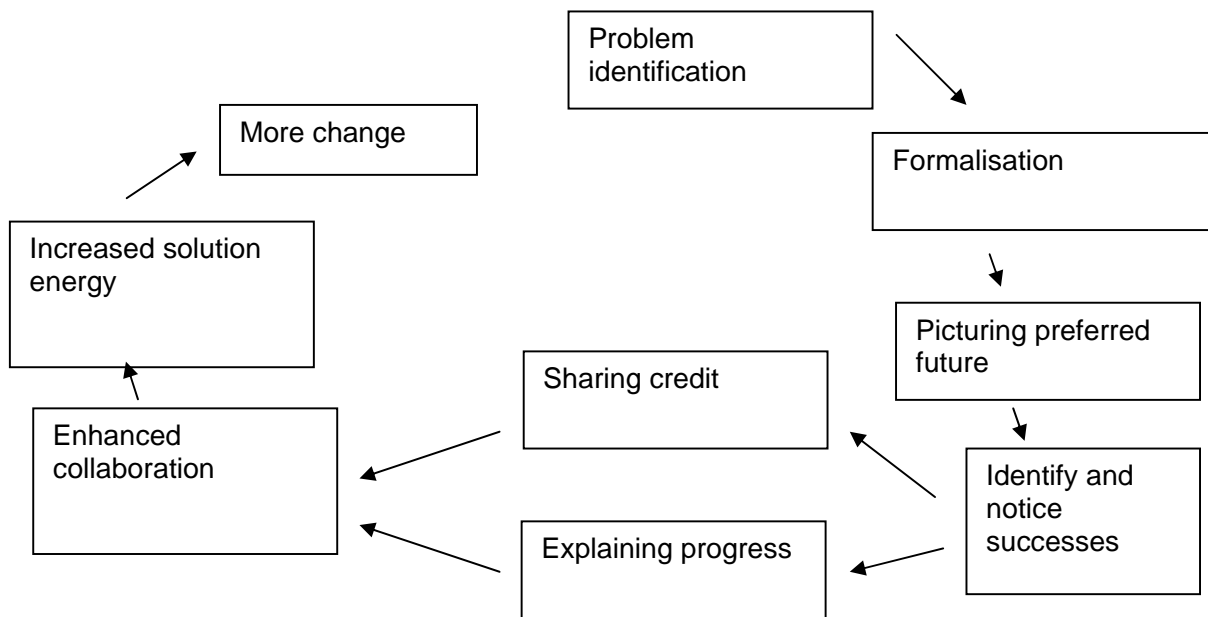 Problem
identification
More change
Formalisation
Increased solution
energy
Picturing preferred
future
Sharing credit
Enhanced
collaboration
Identify and
notice
successes
Explaining progress